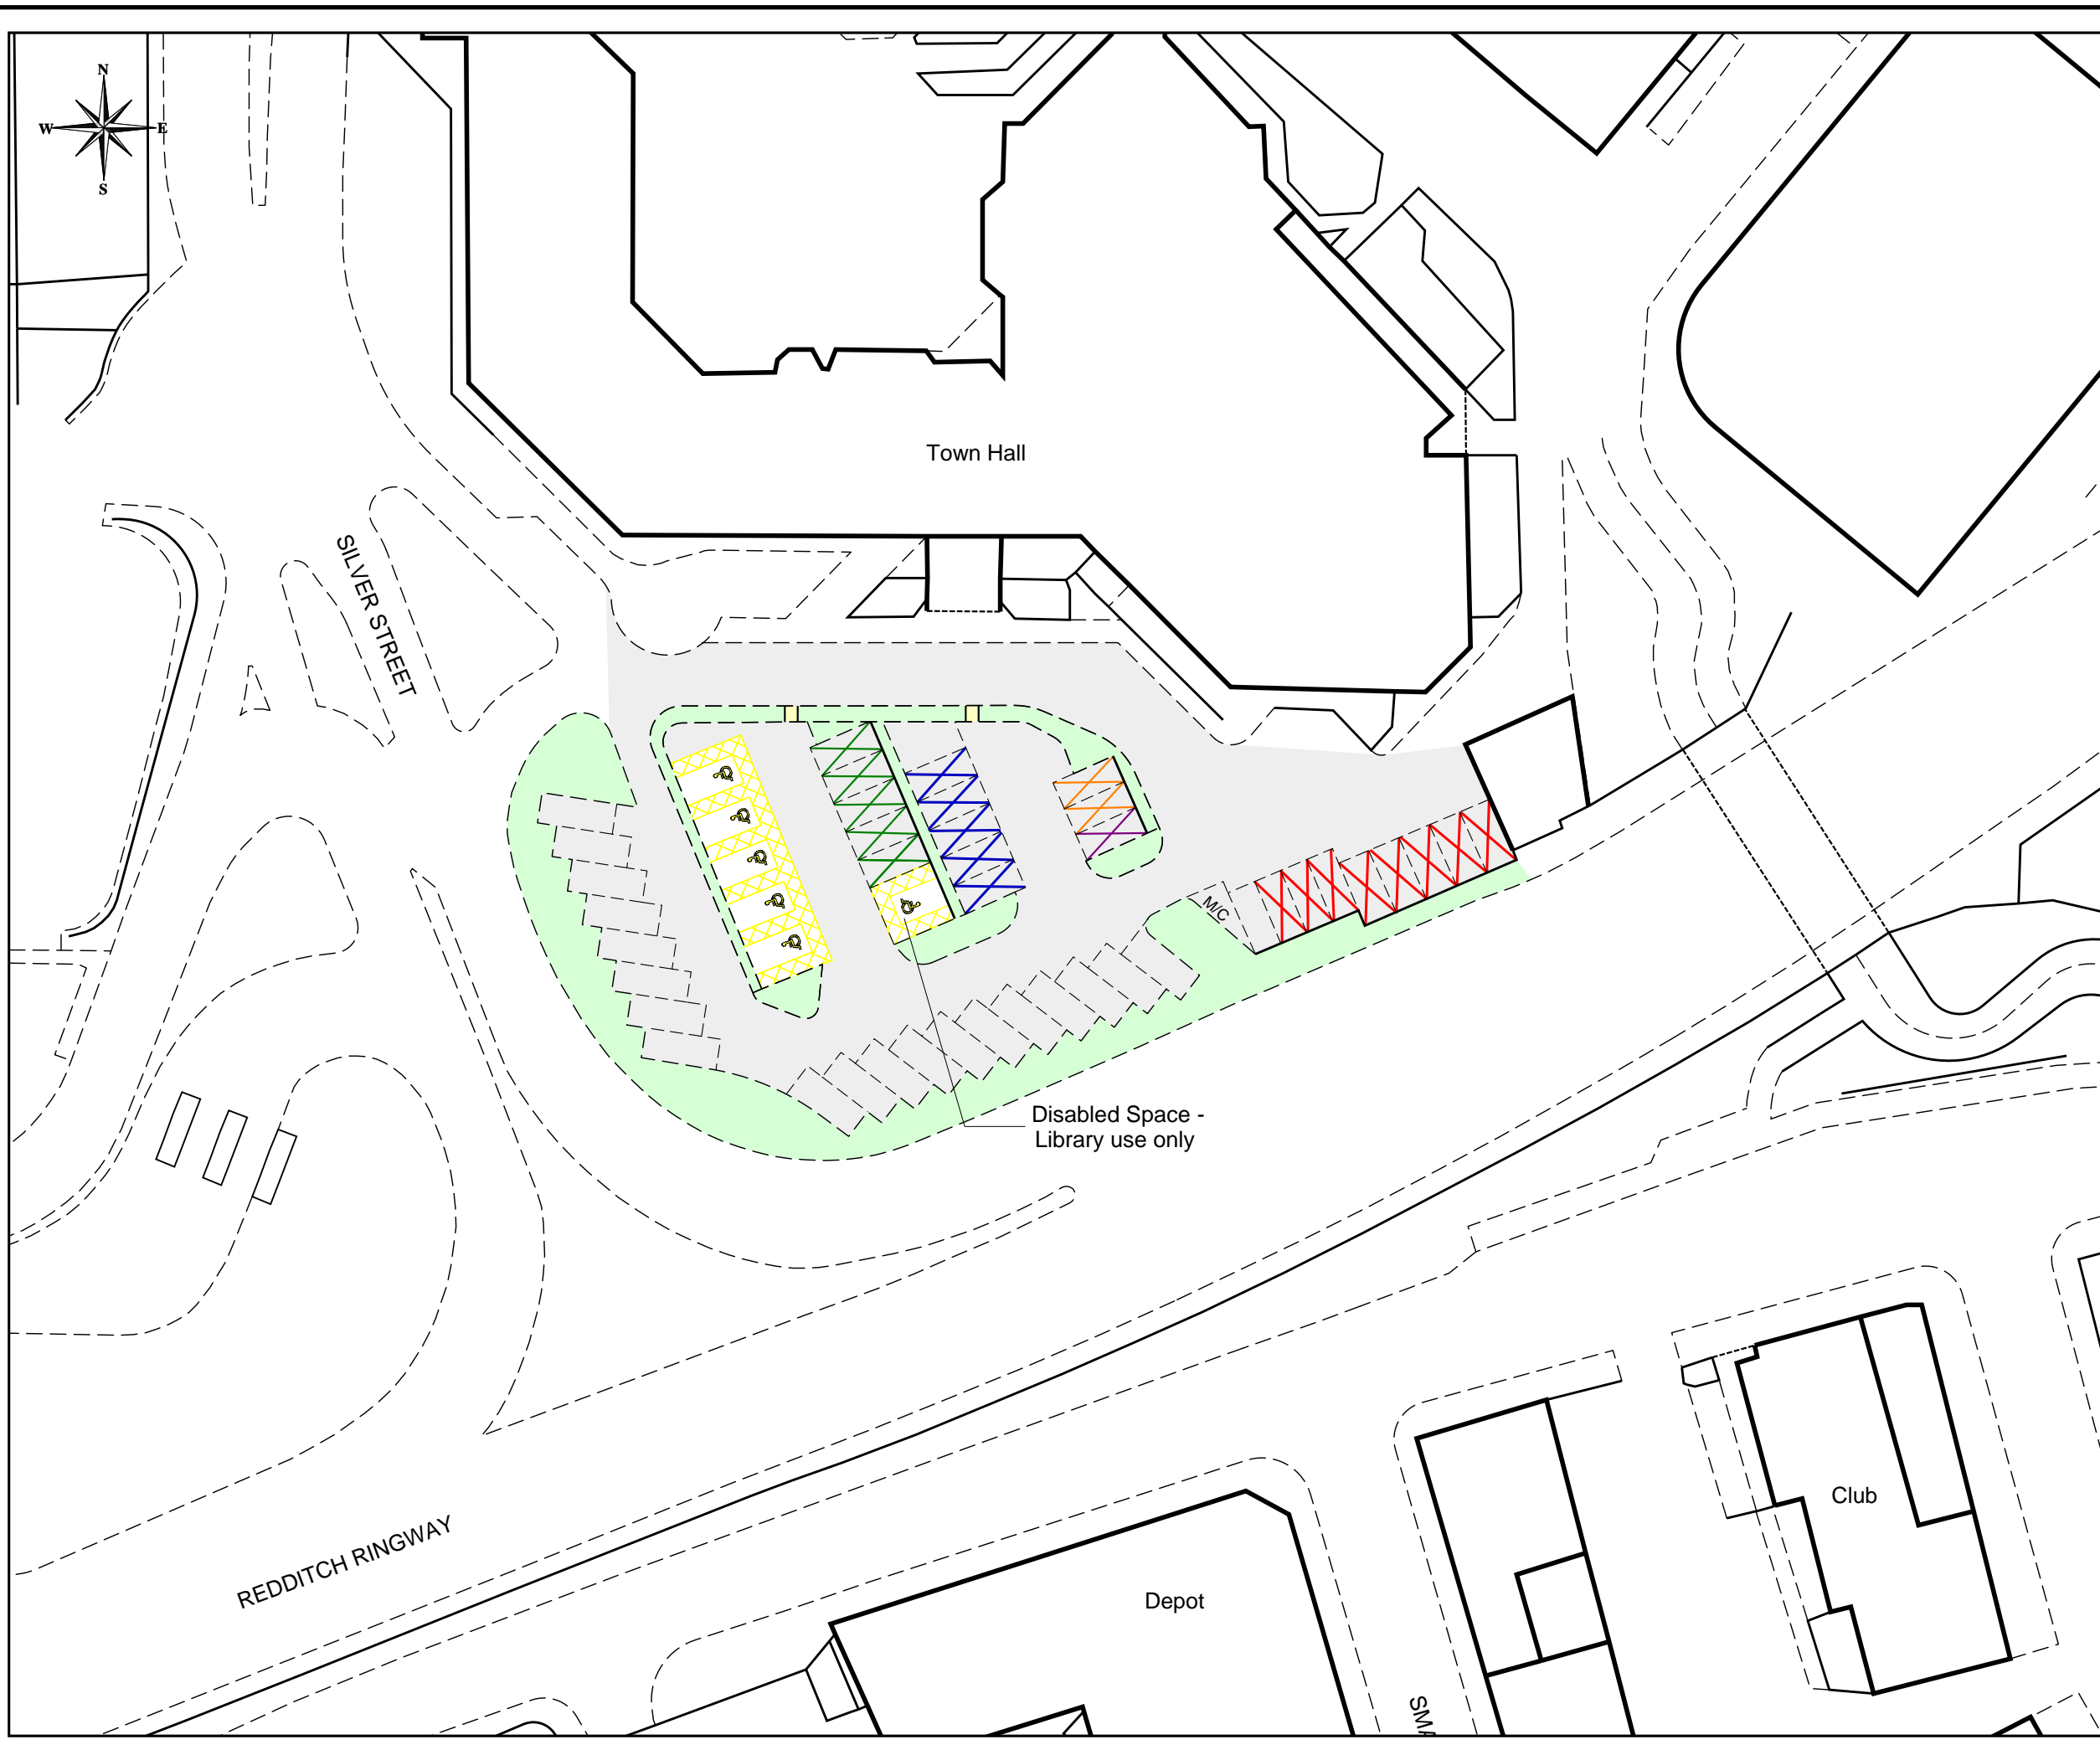 N
W E
S
Town Hall
SILVER STREET
M/C
Disabled Space -
Library use only
REDDITCH RINGWAY
Club
Depot